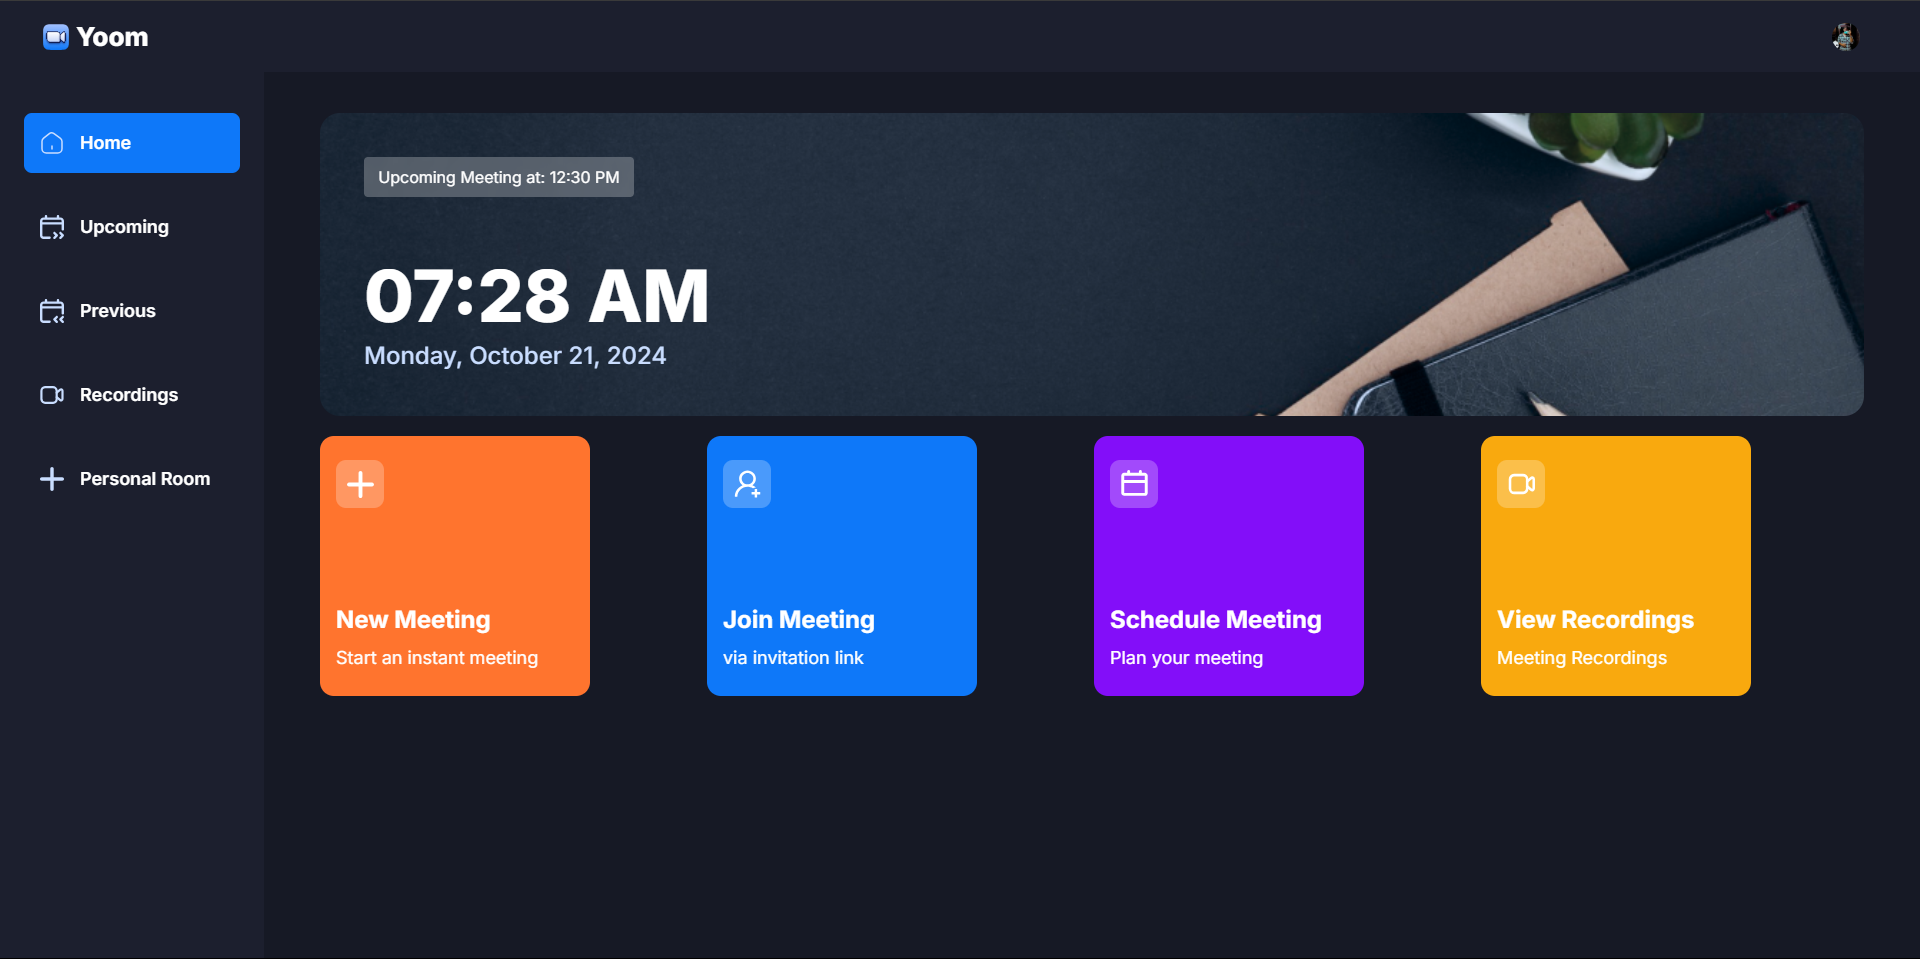 Yoom
Home
Upcoming
Previous
Recordings
Personal Room
Upcoming Meeting at: 12:30 PM
07:28 AM
Monday, October 21, 2024
New Meeting
Start an instant meeting
Join Meeting
via invitation link
Schedule Meeting
Plan your meeting
View Recordings
Meeting Recordings